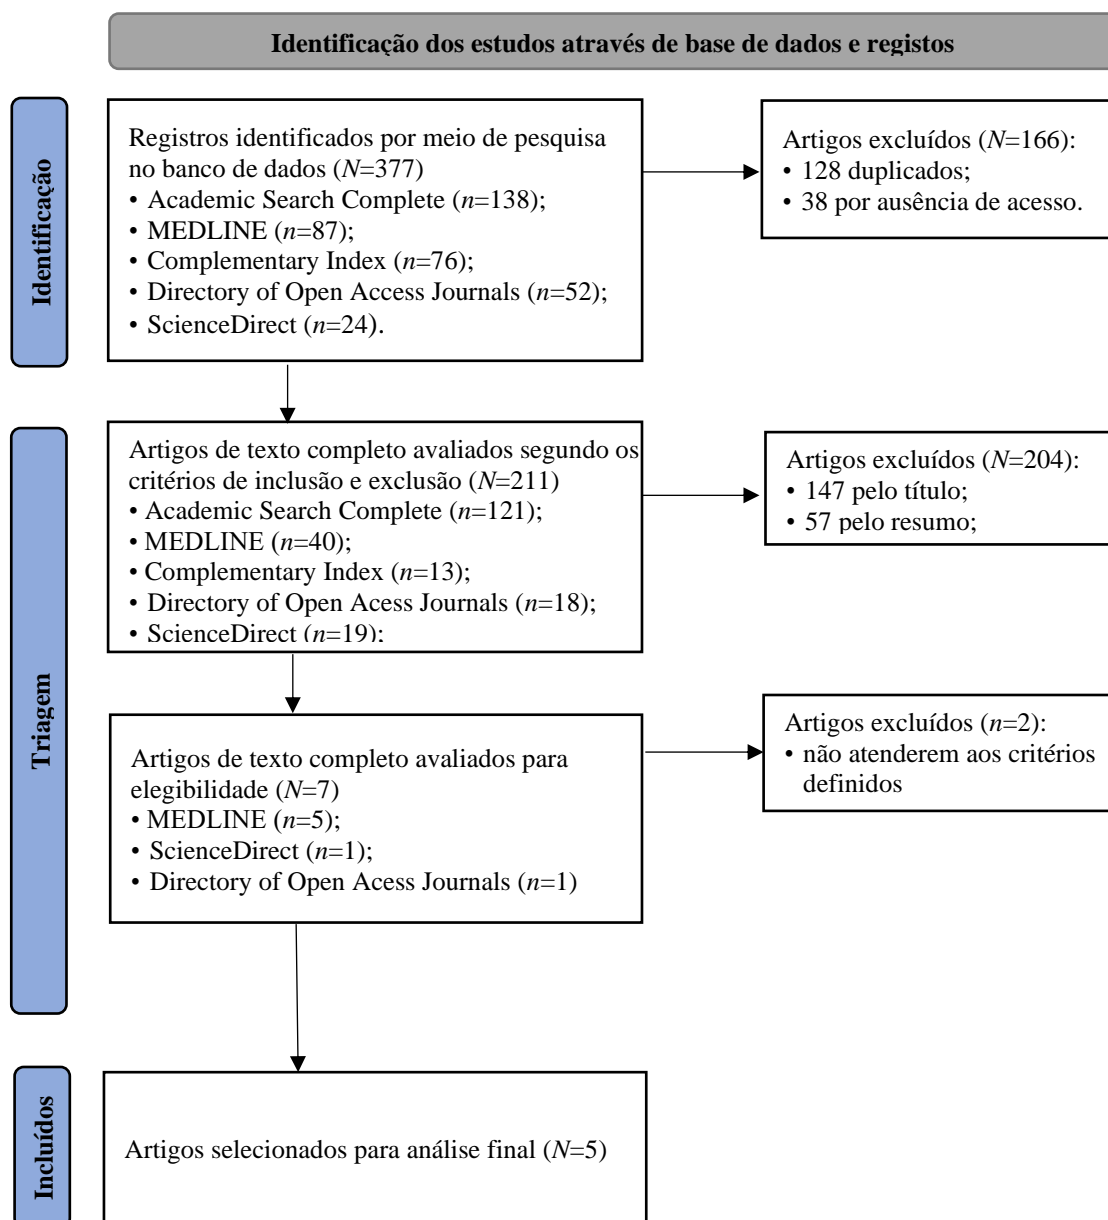 Identificação dos estudos através de base de dados e registos
Identificação
Registros identificados por meio de pesquisa
no banco de dados (N=377)
• Academic Search Complete (n=138);
• MEDLINE (n=87);
• Complementary Index (n=76);
• Directory of Open Access Journals (n=52);
• ScienceDirect (n=24).
Artigos excluídos (N=166):
• 128 duplicados;
• 38 por ausência de acesso.
Triagem
Artigos de texto completo avaliados segundo os
critérios de inclusão e exclusão (N=211)
• Academic Search Complete (n=121);
• MEDLINE (n=40);
• Complementary Index (n=13);
• Directory of Open Acess Journals (n=18);
• ScienceDirect (n=19);
Artigos excluídos (N=204):
• 147 pelo título;
• 57 pelo resumo;
Artigos de texto completo avaliados para
elegibilidade (N=7)
• MEDLINE (n=5);
• ScienceDirect (n=1);
• Directory of Open Acess Journals (n=1)
Artigos excluídos (n=2):
• não atenderem aos critérios
definidos
Incluídos
Artigos selecionados para análise final (N=5)